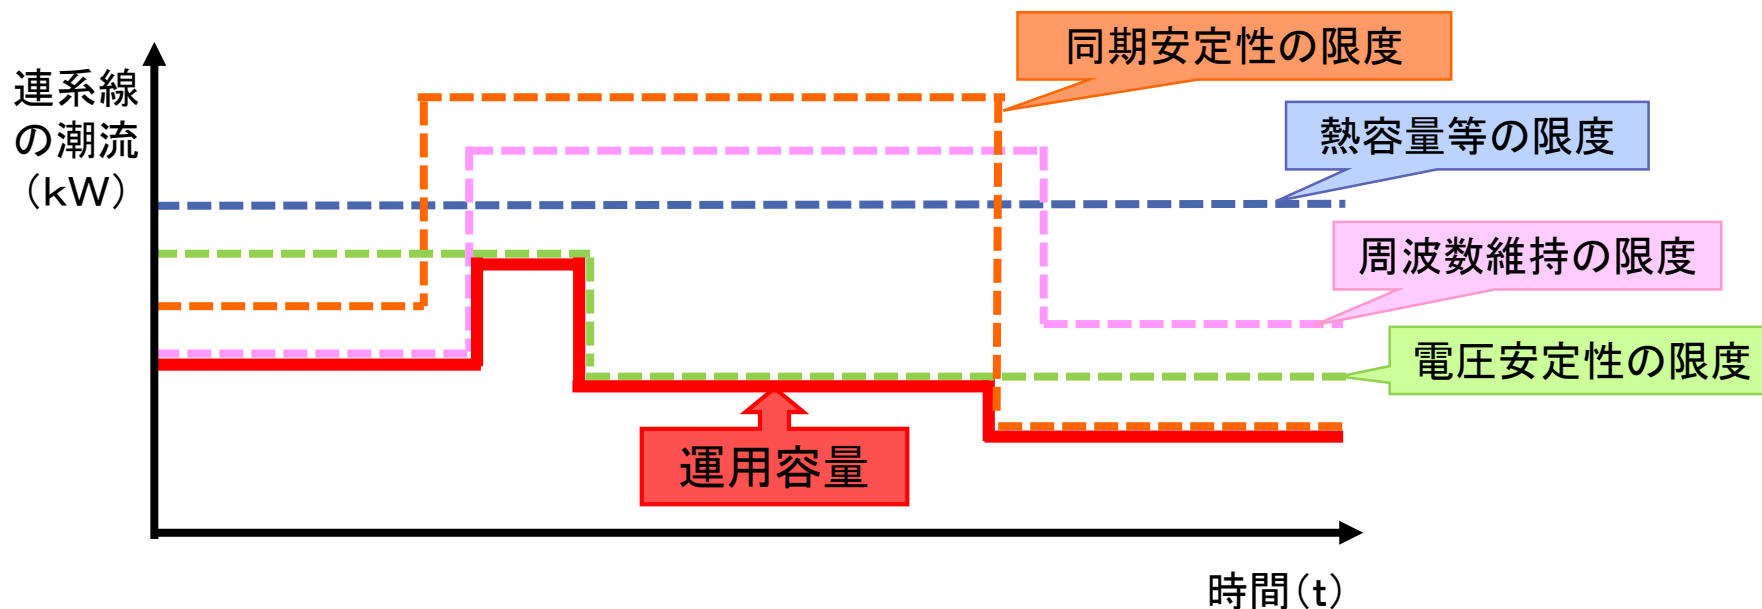 同期安定性の限度
連系線
の潮流
（kW）
熱容量等の限度
周波数維持の限度
電圧安定性の限度
運用容量
時間（t）